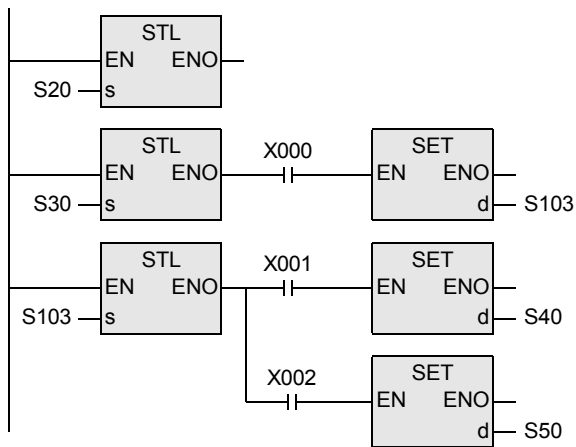 STL
EN ENO
S20 s
STL X000 SET
EN ENO EN ENO
S30 s d S103
STL X001 SET
EN ENO EN ENO
S103 s d S40
X002 SET
EN ENO
d S50